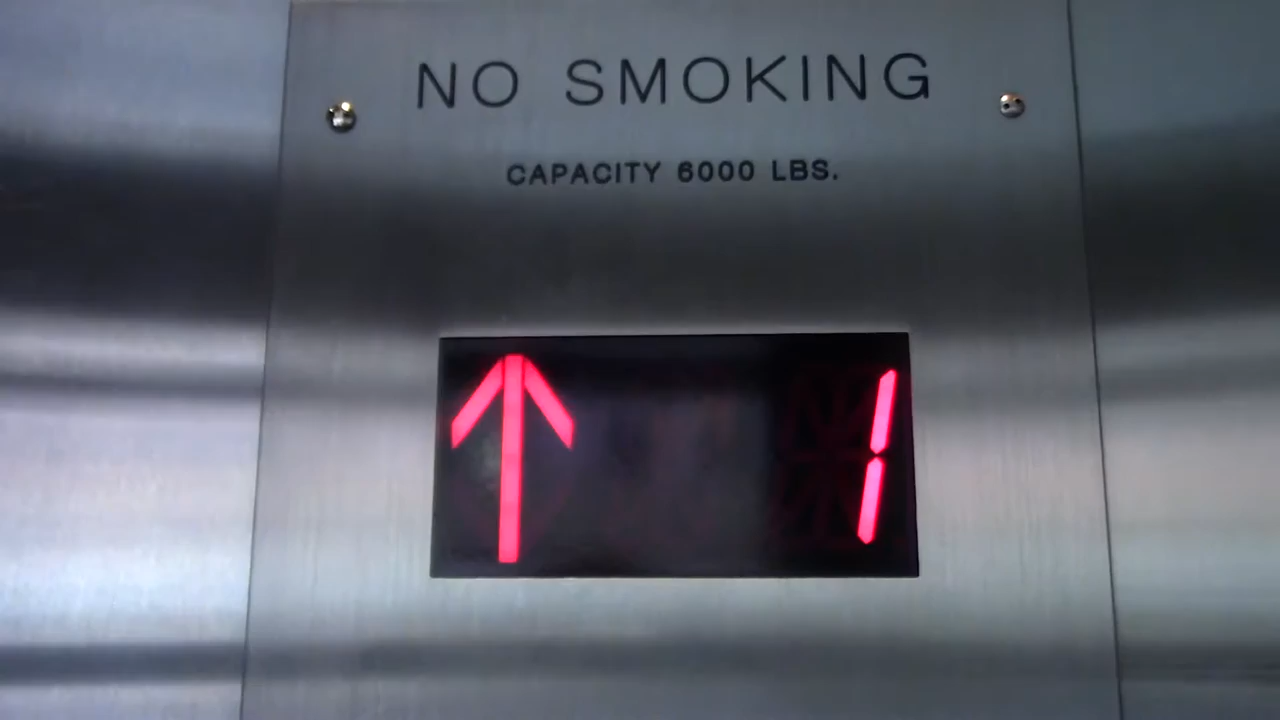 NO SMOKING
CAPACITY 6000 LBS.
↑ 1